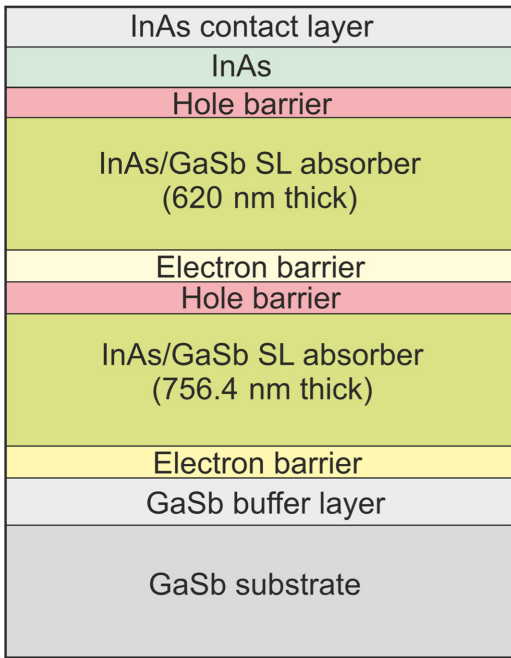 InAs contact layer
InAs
Hole barrier
InAs/GaSb SL absorber
(620 nm thick)
Electron barrier
Hole barrier
InAs/GaSb SL absorber
(756.4 nm thick)
Electron barrier
GaSb buffer layer
GaSb substrate